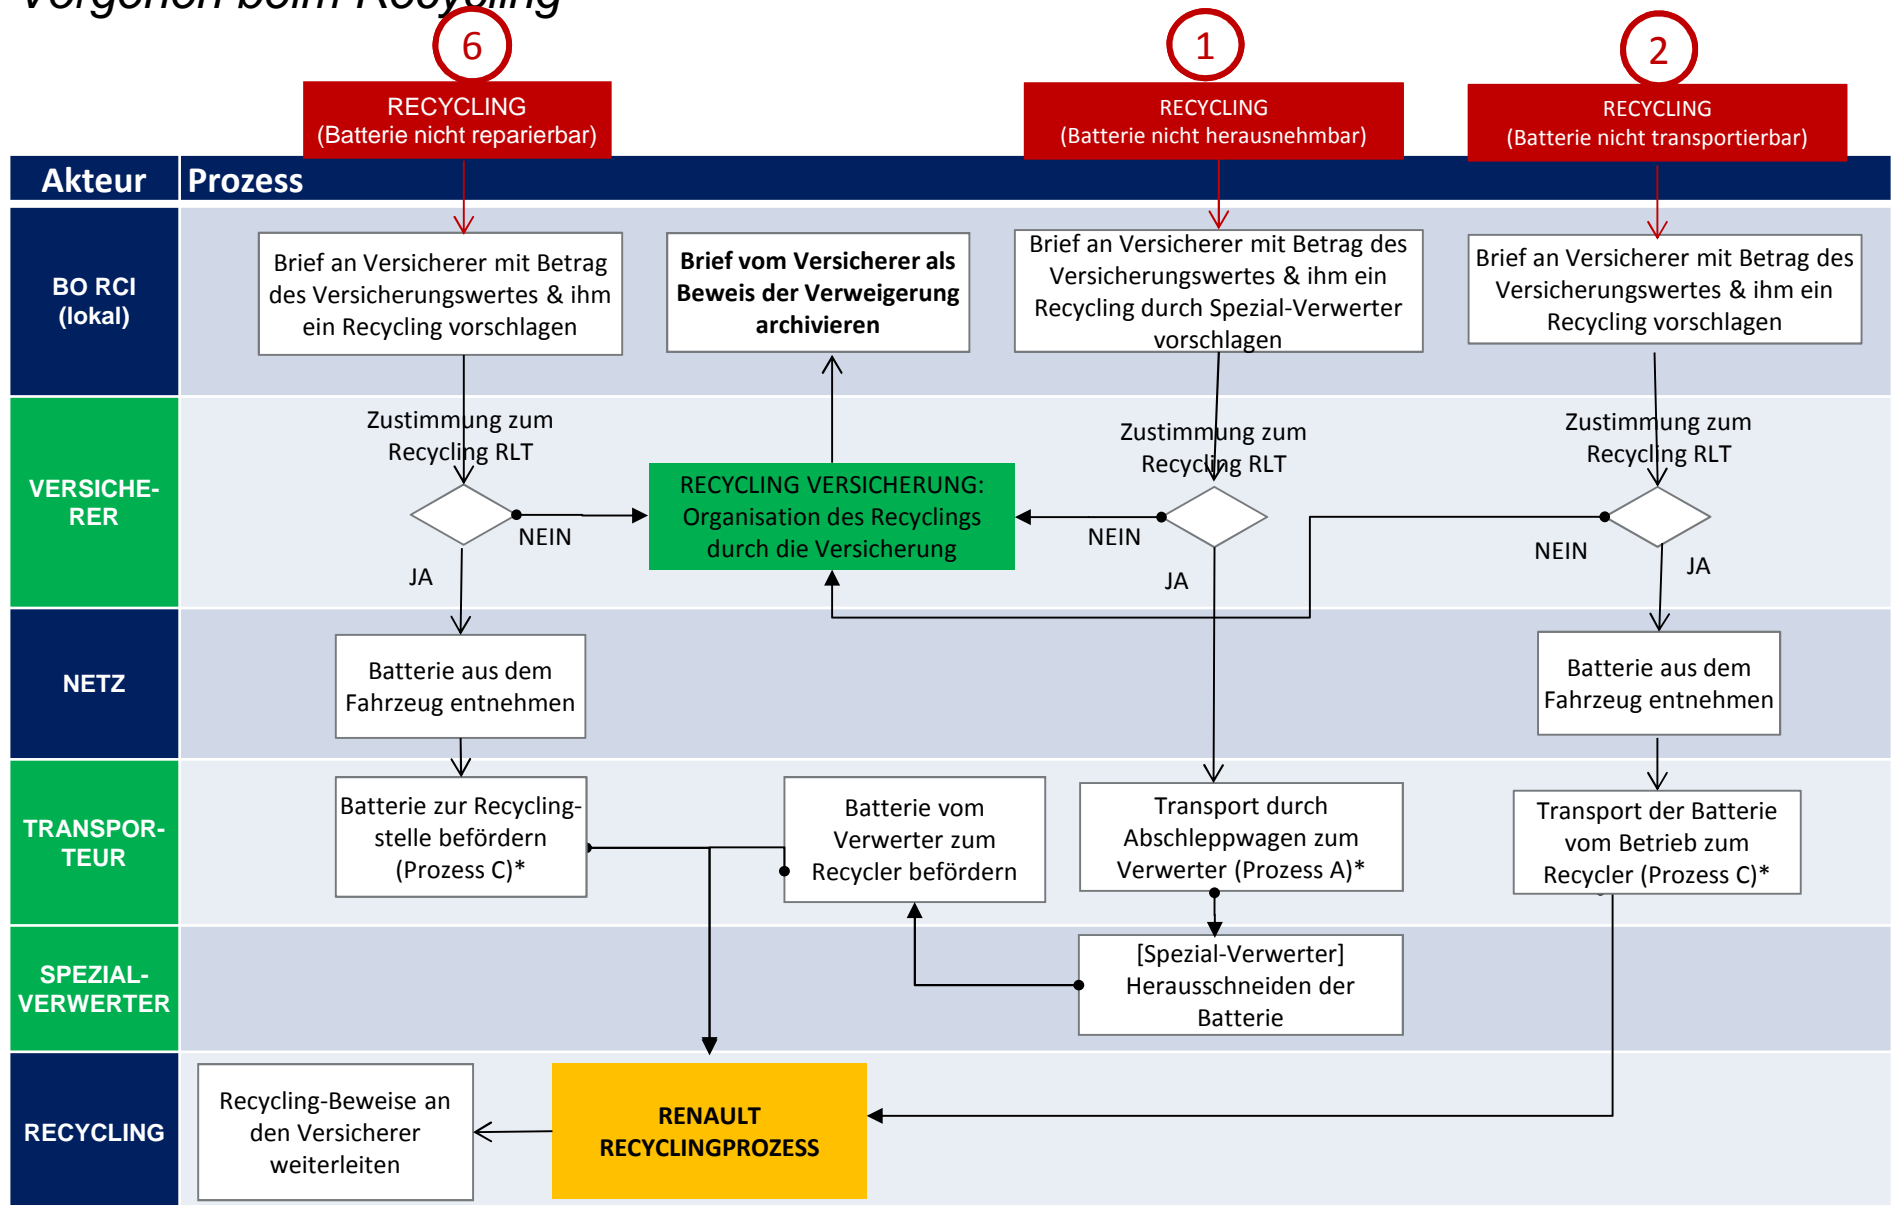 Vorgehen beim Recycling
6
1
2
RECYCLING
(Batterie nicht reparierbar)
RECYCLING
(Batterie nicht herausnehmbar)
RECYCLING
(Batterie nicht transportierbar)
Akteur
Prozess
BO RCI
(lokal)
Brief an Versicherer mit Betrag
des Versicherungswertes & ihm
ein Recycling vorschlagen
Brief vom Versicherer als
Beweis der Verweigerung
archivieren
Brief an Versicherer mit Betrag des
Versicherungswertes & ihm ein
Recycling durch Spezial-Verwerter
vorschlagen
Brief an Versicherer mit Betrag des
Versicherungswertes & ihm ein
Recycling vorschlagen
VERSICHE-
RER
Zustimmung zum
Recycling RLT
NEIN
JA
RECYCLING VERSICHERUNG:
Organisation des Recyclings
durch die Versicherung
Zustimmung zum
Recycling RLT
NEIN
JA
Zustimmung zum
Recycling RLT
NEIN
JA
NETZ
Batterie aus dem
Fahrzeug entnehmen
Batterie aus dem
Fahrzeug entnehmen
TRANSPOR-
TEUR
Batterie zur Recycling-
stelle befördern
(Prozess C)*
Batterie vom
Verwerter zum
Recycler befördern
Transport durch
Abschleppwagen zum
Verwerter (Prozess A)*
Transport der Batterie
vom Betrieb zum
Recycler (Prozess C)*
SPEZIAL-
VERWERTER
[Spezial-Verwerter]
Herausschneiden der
Batterie
RECYCLING
Recycling-Beweise an
den Versicherer
weiterleiten
RENAULT
RECYCLINGPROZESS